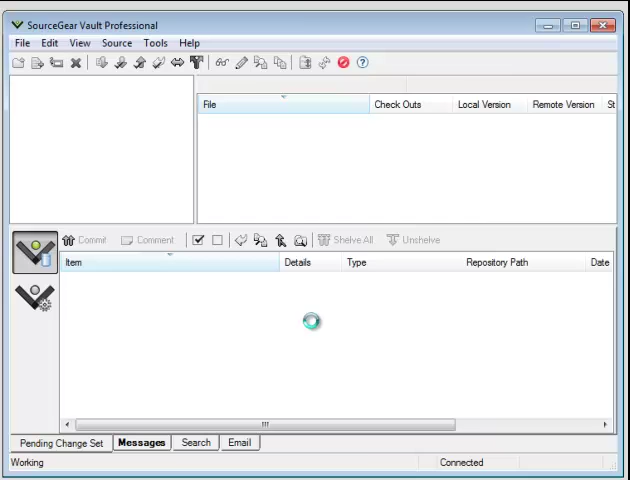 SourceGear Vault Professional
File Edit View Source Tools Help
File Check Outs Local Version Remote Version St
Commit Comment Shelve All Unshelve
Item Details Type Repository Path Date
Pending Change Set Messages Search Email
Working Connected